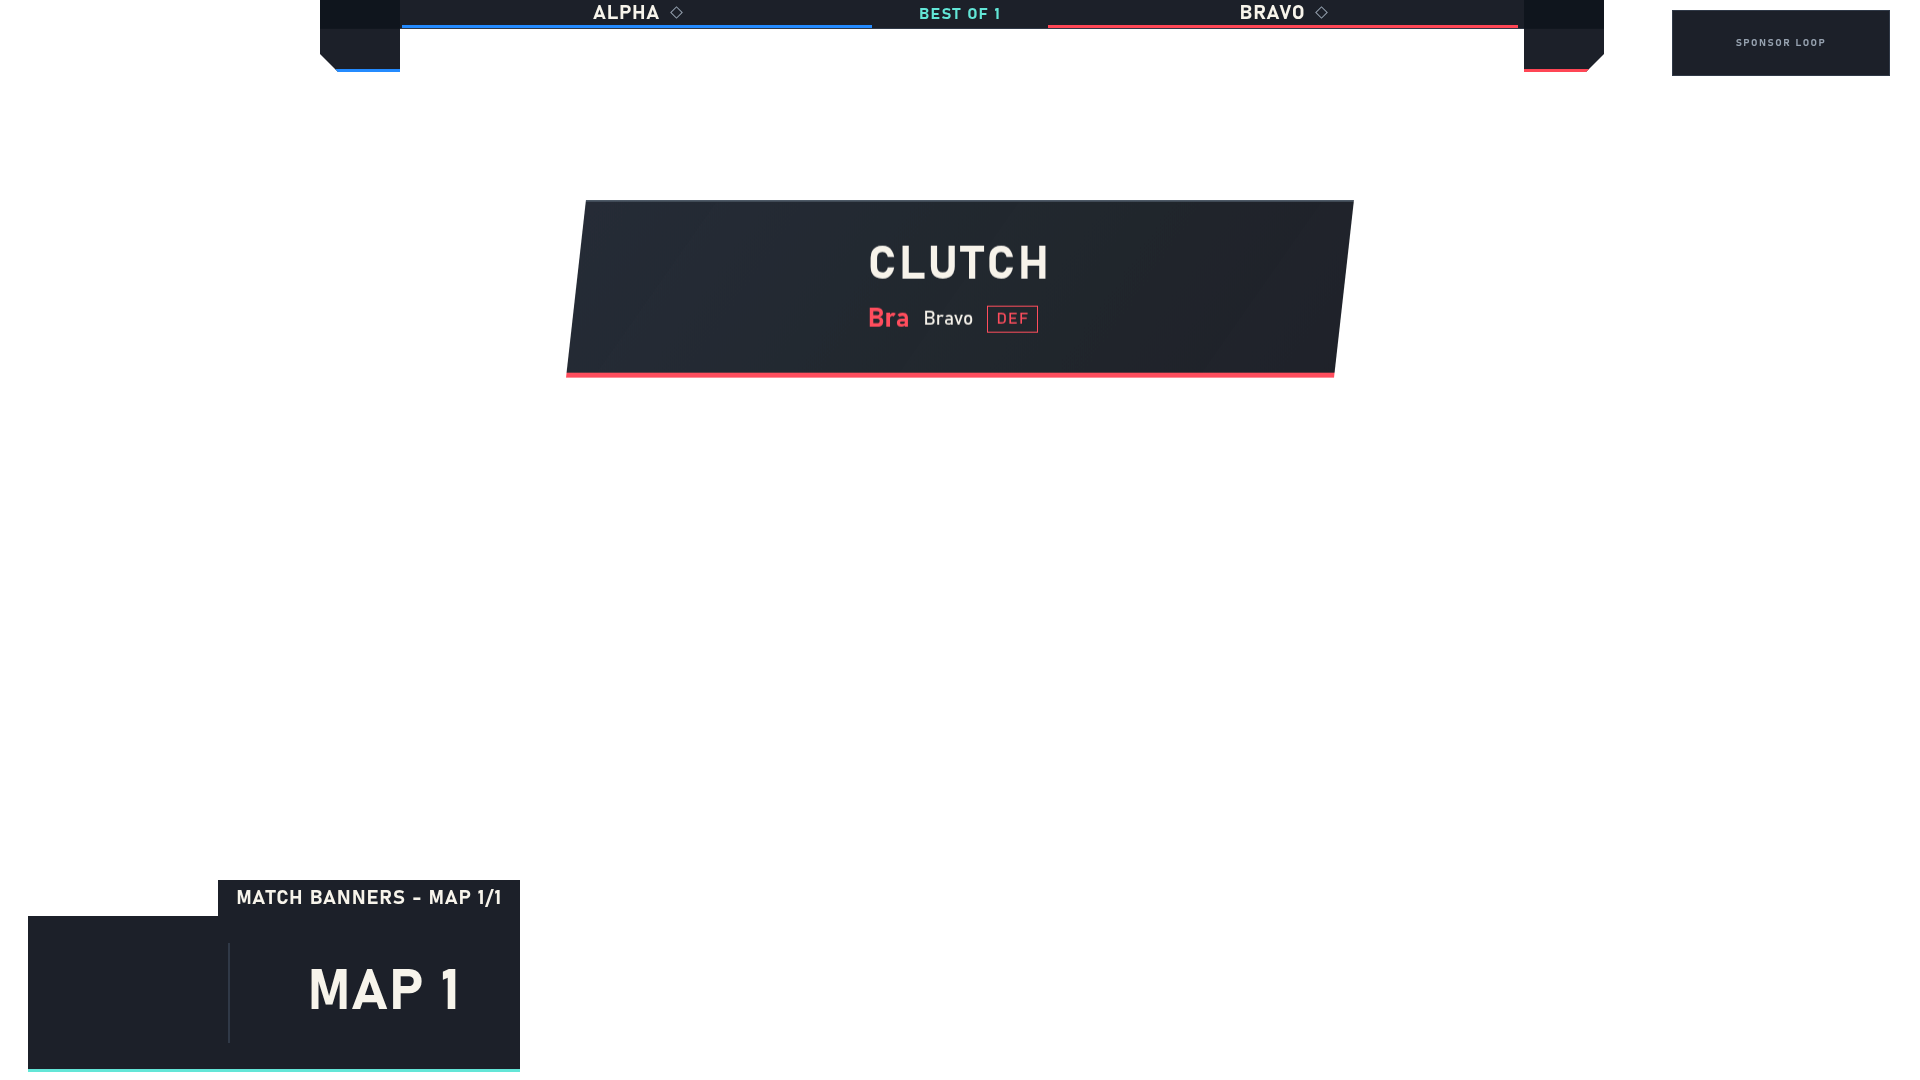 ALPHA
BEST OF 1
BRAVO
SPONSOR LOOP
CLUTCH
Bra Bravo DEF
MATCH BANNERS - MAP 1/1
MAP 1